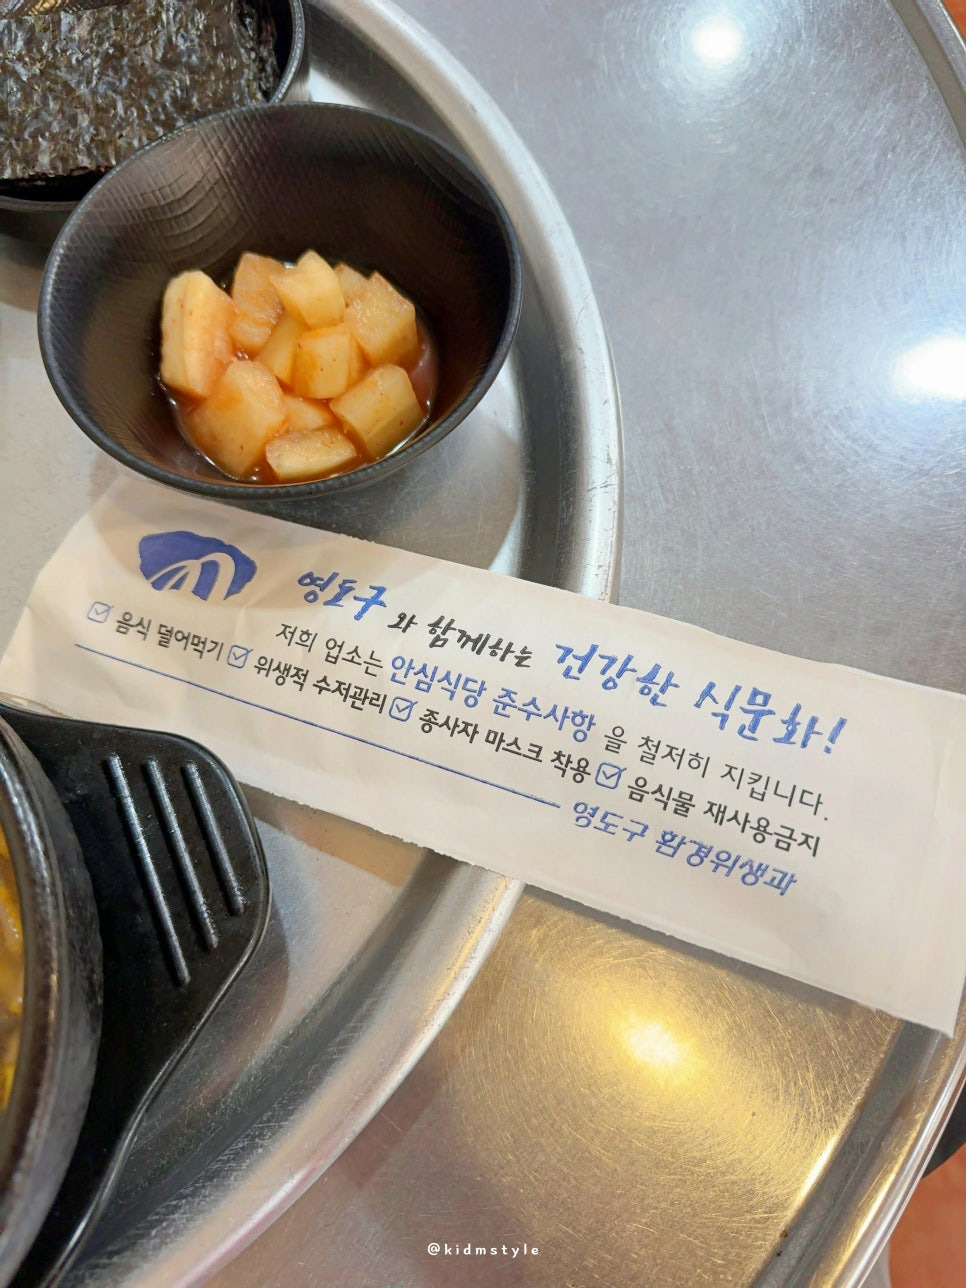 영도구 와 함께하는 건강한 식문화!
저희 업소는 안심식당 준수사항 을 철저히 지킵니다.
음식 덜어먹기 위생적 수저관리 종사자 마스크 착용 음식물 재사용금지
영도구 환경위생과
@kidmstyle